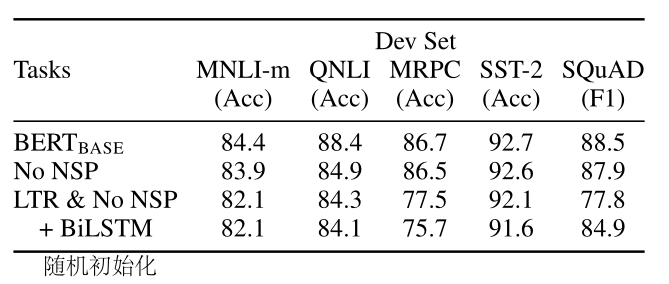 Dev Set
Tasks MNLI-m QNLI MRPC SST-2 SQuAD
(Acc) (Acc) (Acc) (Acc) (F1)
BERTBASE 84.4 88.4 86.7 92.7 88.5
No NSP 83.9 84.9 86.5 92.6 87.9
LTR & No NSP 82.1 84.3 77.5 92.1 77.8
+ BiLSTM 82.1 84.1 75.7 91.6 84.9
随机初始化